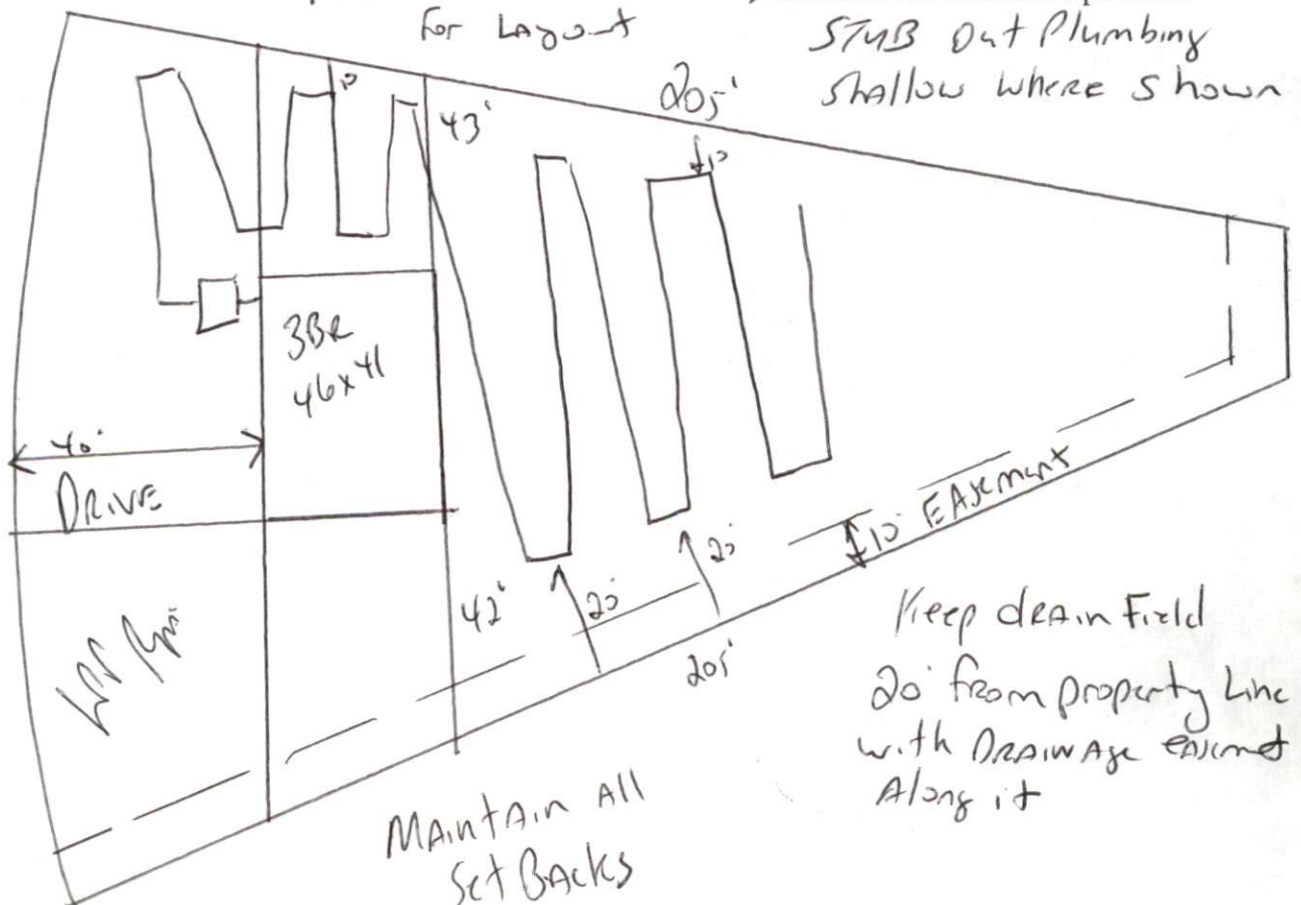 For Layout
STUB Out Plumbing
Shallow Where Shown
205'
10
10
43'
3BR
46x41
40'
DRIVE
10' EASement
20'
20'
42'
205'
Keep drain Field
20' from property Line
with DRAINAge easmet
Along it
MAintAin All
Set BAcks